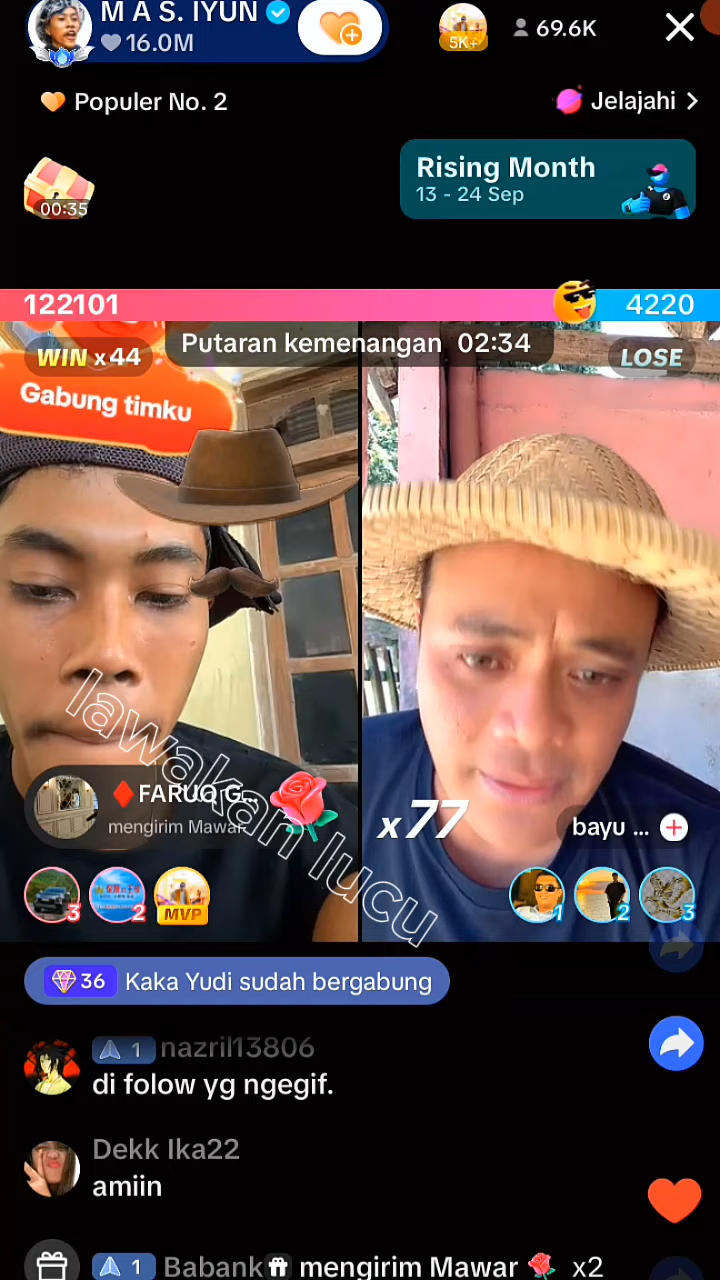 M A S. IYUN
16.0M
5K+
69.6K
Populer No. 2
Jelajahi
00:35
Rising Month
13 - 24 Sep
122101
4220
WIN x44
Putaran kemenangan 02:34
LOSE
Gabung timku
lawakan lucu
FARUQ G...
mengirim Mawar
x77
bayu ...
3
2
MVP
1
2
3
36 Kaka Yudi sudah bergabung
1 nazril13806
di folow yg ngegif.
Dekk Ika22
amiin
1 Babank mengirim Mawar x2